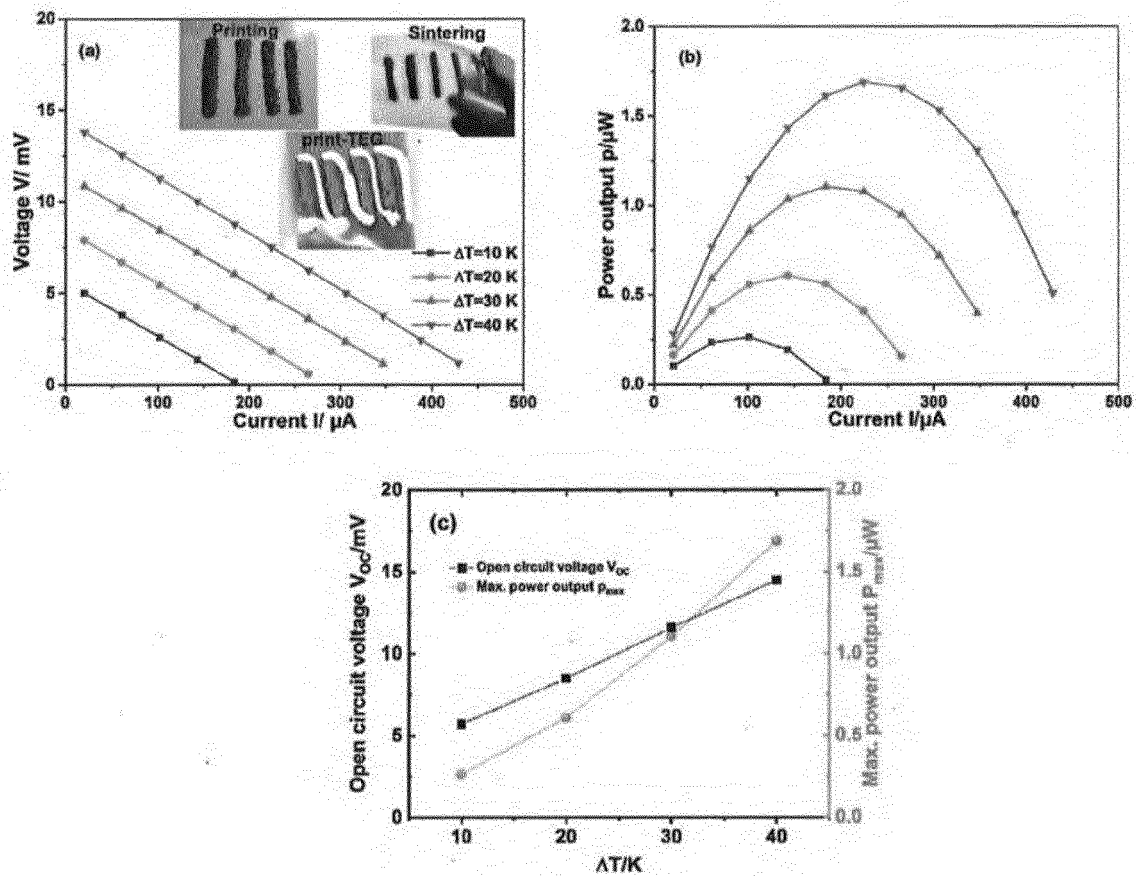 20
(a)
Printing
Sintering
print-TEG
15
10
5
0
Voltage V/ mV
ΔT=10 K
ΔT=20 K
ΔT=30 K
ΔT=40 K
0
100
200
300
400
500
Current I/ µA
2.0
(b)
1.5
1.0
0.5
0.0
Power output p/µW
0
100
200
300
400
500
Current I/µA
20
(c)
15
10
5
0
Open circuit voltage V_OC/mV
Open circuit voltage V_OC
Max. power output p_max
2.0
1.5
1.0
0.5
0.0
Max. power output P_max/µW
10
20
30
40
ΔT/K